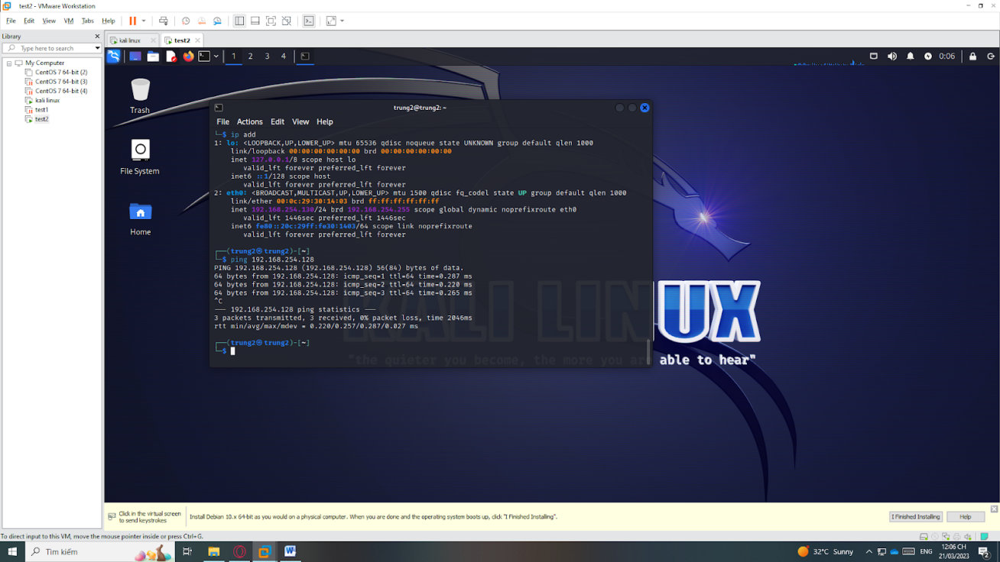 test2 - VMware Workstation
File Edit View VM Tabs Help
Library
Type here to search
My Computer
CentOS 7 64-bit (2)
CentOS 7 64-bit (3)
CentOS 7 64-bit (4)
kali linux
test1
test2
kali linux
test2
1 2 3 4
0:06
Trash
File System
Home
trung2@trung2: ~
File Actions Edit View Help
└─$ ip add
1: lo: <LOOPBACK,UP,LOWER_UP> mtu 65536 qdisc noqueue state UNKNOWN group default qlen 1000
link/loopback 00:00:00:00:00:00 brd 00:00:00:00:00:00
inet 127.0.0.1/8 scope host lo
valid_lft forever preferred_lft forever
inet6 ::1/128 scope host
valid_lft forever preferred_lft forever
2: eth0: <BROADCAST,MULTICAST,UP,LOWER_UP> mtu 1500 qdisc fq_codel state UP group default qlen 1000
link/ether 00:0c:29:30:14:03 brd ff:ff:ff:ff:ff:ff
inet 192.168.254.130/24 brd 192.168.254.255 scope global dynamic noprefixroute eth0
valid_lft 1446sec preferred_lft 1446sec
inet6 fe80::20c:29ff:fe30:1403/64 scope link noprefixroute
valid_lft forever preferred_lft forever
┌──(trung2㉿trung2)-[~]
└─$ ping 192.168.254.128
PING 192.168.254.128 (192.168.254.128) 56(84) bytes of data.
64 bytes from 192.168.254.128: icmp_seq=1 ttl=64 time=0.287 ms
64 bytes from 192.168.254.128: icmp_seq=2 ttl=64 time=0.220 ms
64 bytes from 192.168.254.128: icmp_seq=3 ttl=64 time=0.265 ms
^C
--- 192.168.254.128 ping statistics ---
3 packets transmitted, 3 received, 0% packet loss, time 2046ms
rtt min/avg/max/mdev = 0.220/0.257/0.287/0.027 ms
┌──(trung2㉿trung2)-[~]
└─$
KALI LINUX
"the quieter you become, the more you are able to hear"
Click in the virtual screen
to send keystrokes
Install Debian 10.x 64-bit as you would on a physical computer. When you are done and the operating system boots up, click "I Finished Installing".
I Finished Installing
Help
To direct input to this VM, move the mouse pointer inside or press Ctrl+G.
Tìm kiếm
32°C Sunny
ENG
12:06 CH
21/03/2023
2